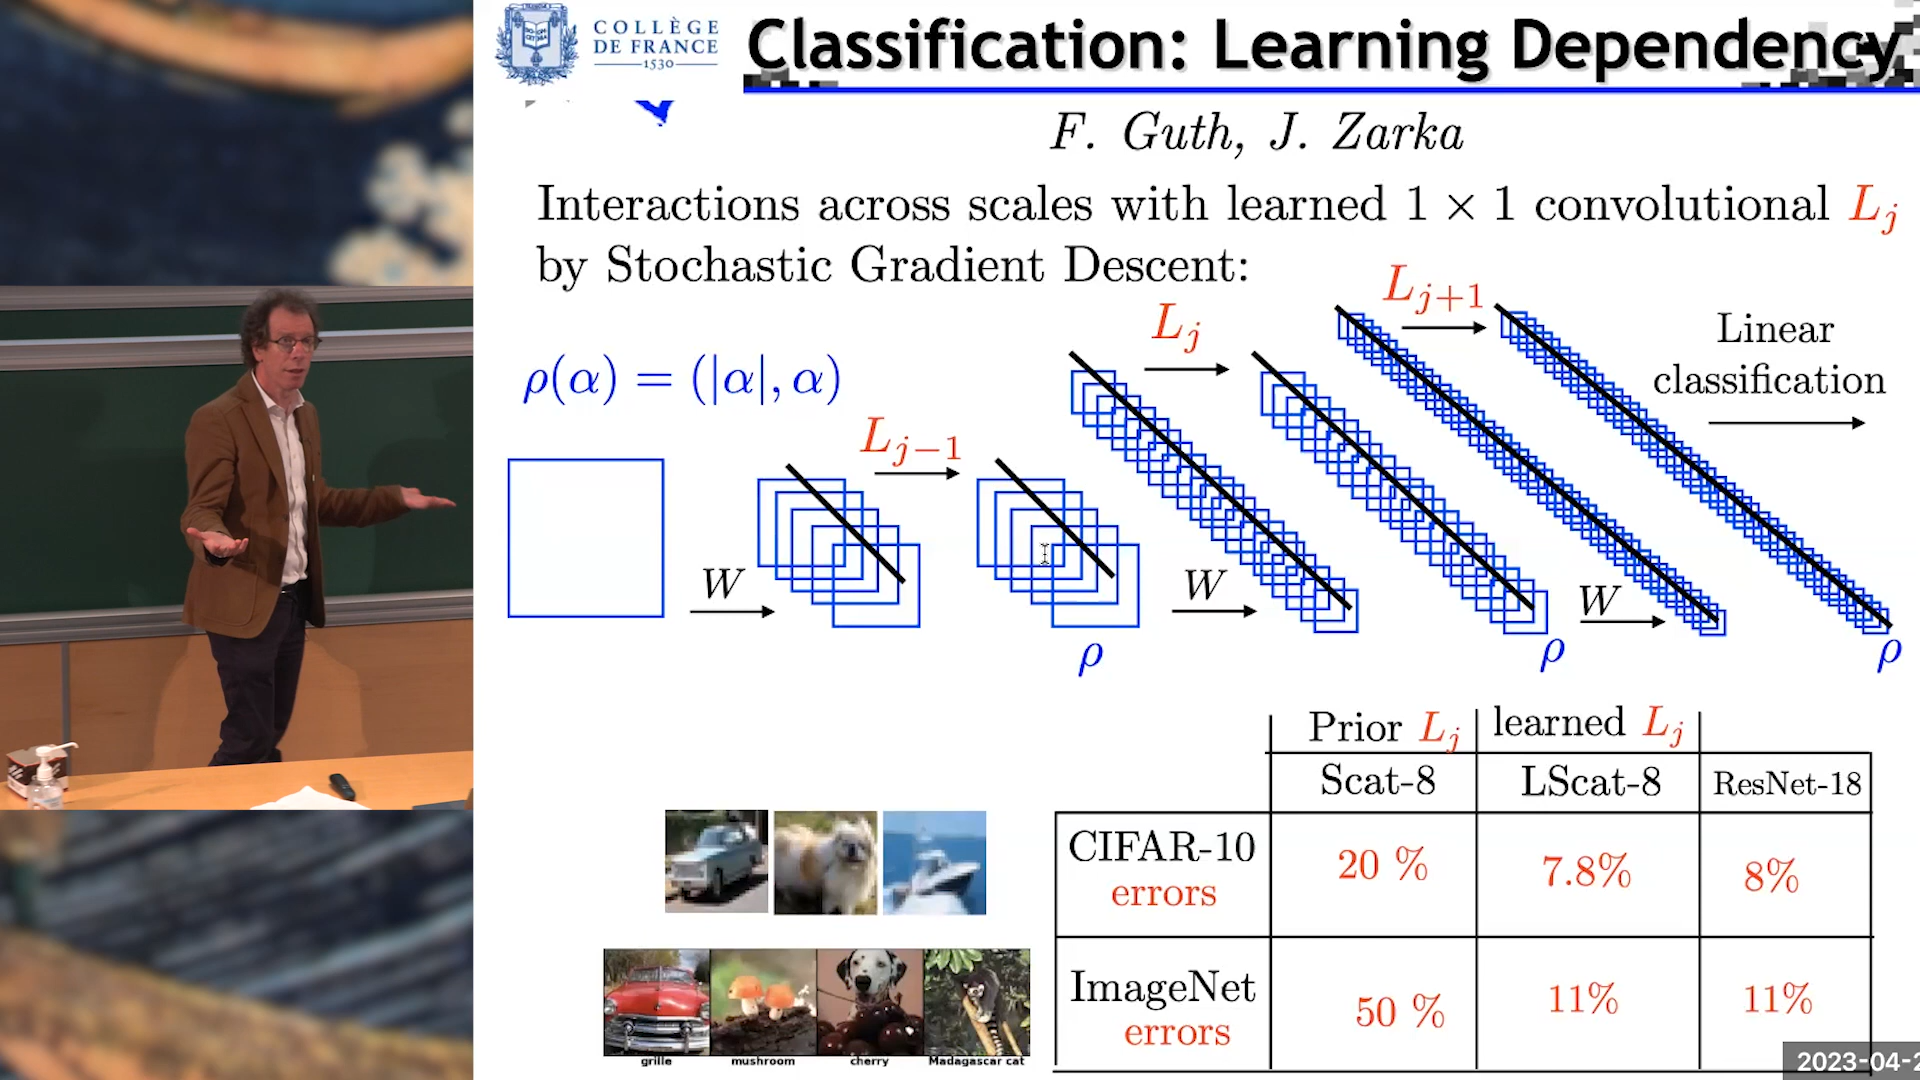 COLLÈGE
DE FRANCE
1530
Classification: Learning Dependency
F. Guth, J. Zarka
Interactions across scales with learned 1 × 1 convolutional L_j
by Stochastic Gradient Descent:
ρ(α) = (|α|, α)
L_{j-1}
L_j
L_{j+1}
Linear
classification
W
W
W
ρ
ρ
ρ
Prior L_j learned L_j
Scat-8 LScat-8 ResNet-18
CIFAR-10
errors
20 % 7.8% 8%
ImageNet
errors
50 % 11% 11%
grille mushroom cherry Madagascar cat
2023-04-2